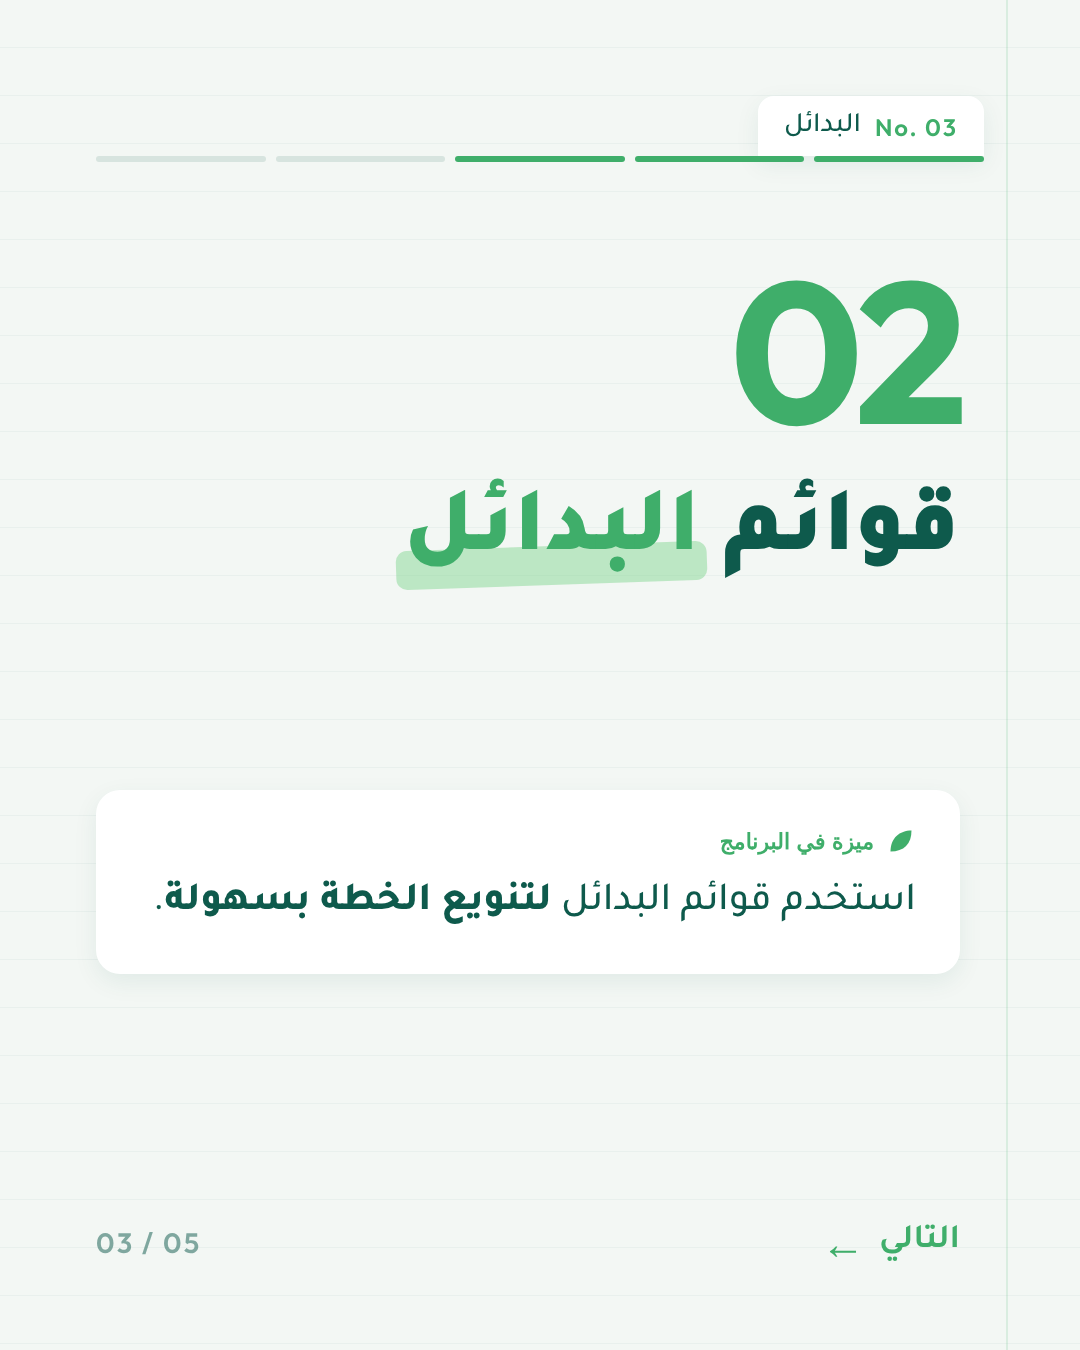 No. 03 البدائل
02
قوائم البدائل
ميزة في البرنامج
استخدم قوائم البدائل لتنويع الخطة بسهولة.
التالي ←
03 / 05